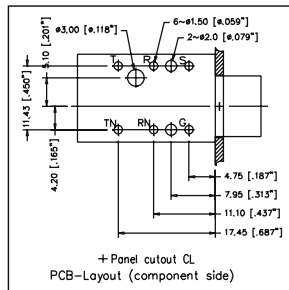 6~ø1.50 [ø.059"]
ø3.00 [ø.118"]
2~ø2.0 [ø.079"]
5.10 [.201"]
T R S
11.43 [.450"]
4.20 [.165"]
TN RN G
4.75 [.187"]
7.95 [.313"]
11.10 [.437"]
17.45 [.687"]
+ Panel cutout CL
PCB-Layout (component side)